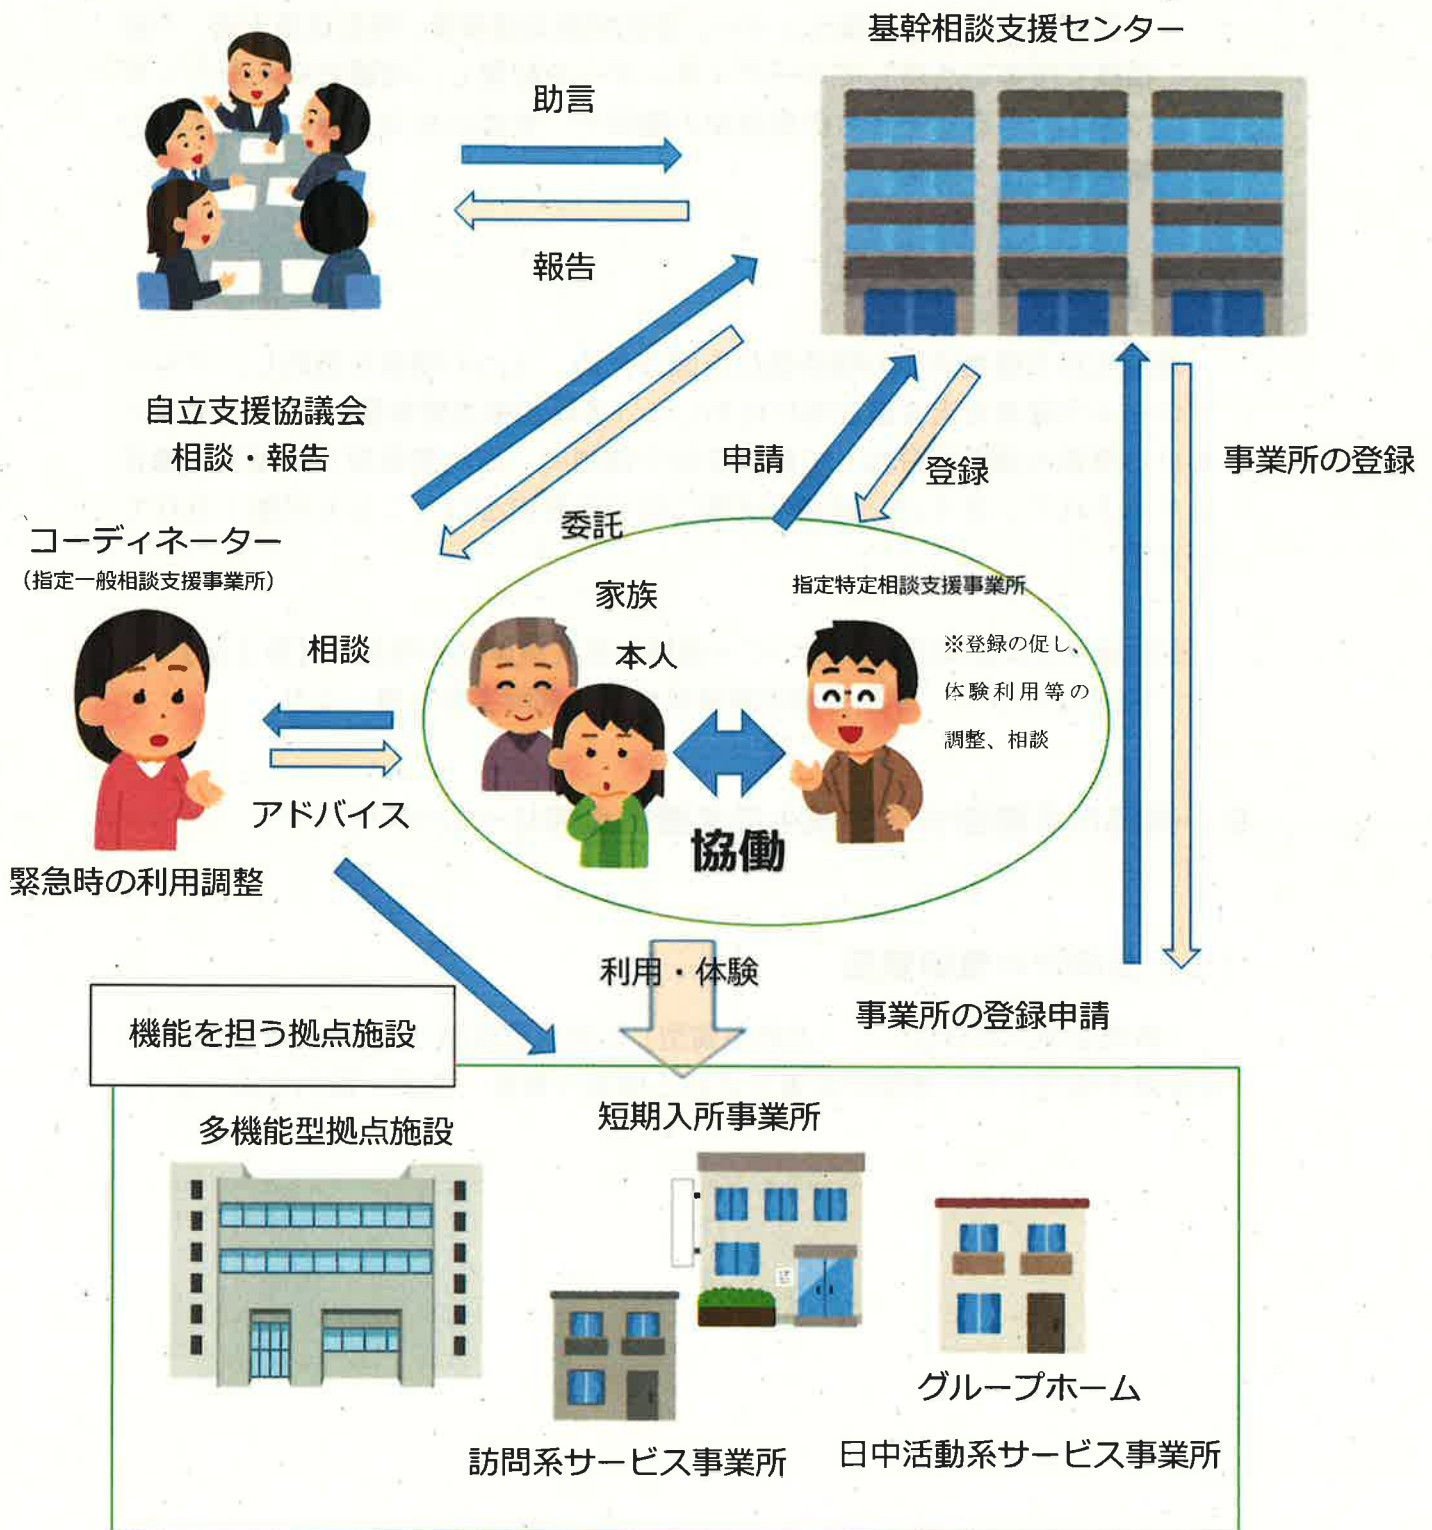 基幹相談支援センター
助言
報告
自立支援協議会
相談・報告
申請
登録
事業所の登録
委託
コーディネーター
(指定一般相談支援事業所)
家族
指定特定相談支援事業所
相談
本人
※登録の促し、
体験利用等の
調整、相談
アドバイス
協働
緊急時の利用調整
利用・体験
事業所の登録申請
機能を担う拠点施設
多機能型拠点施設
短期入所事業所
グループホーム
訪問系サービス事業所
日中活動系サービス事業所